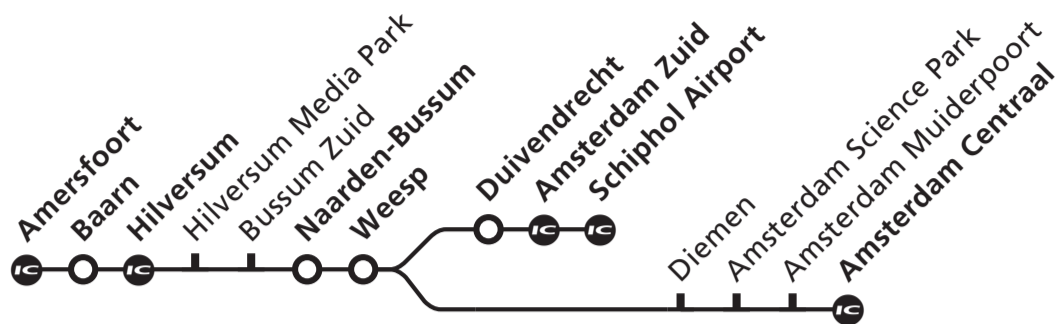 Amersfoort
Baarn
Hilversum
Hilversum Media Park
Bussum Zuid
Naarden-Bussum
Weesp
Duivendrecht
Amsterdam Zuid
Schiphol Airport
Diemen
Amsterdam Science Park
Amsterdam Muiderpoort
Amsterdam Centraal
IC
IC
IC
IC
IC